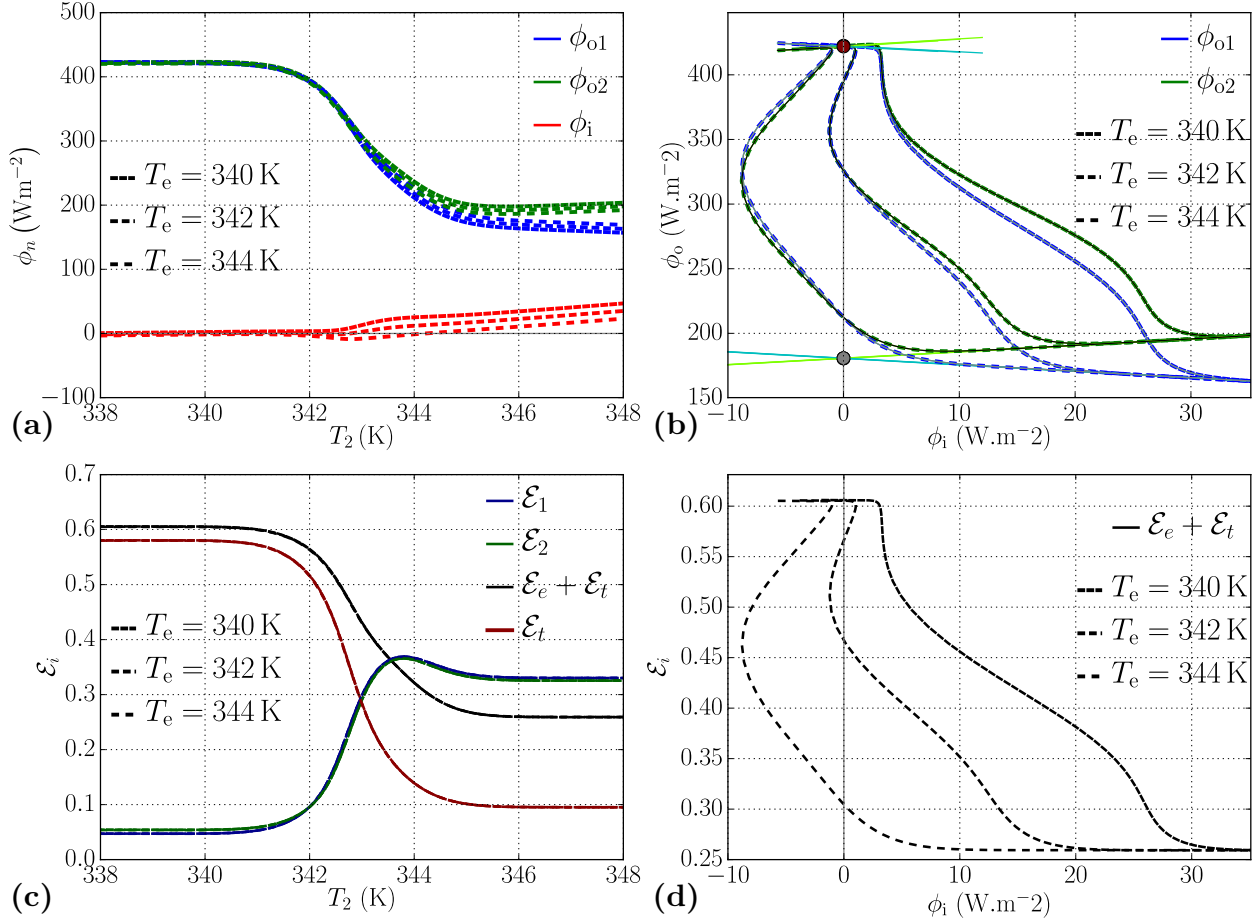 500
400
300
200
100
0
−100
ϕₙ (Wm⁻²)
ϕₒ₁
ϕₒ₂
ϕᵢ
Tₑ = 340 K
Tₑ = 342 K
Tₑ = 344 K
338 340 342 344 346 348
T₂ (K)
(a)
400
350
300
250
200
150
ϕₒ (W.m−2)
ϕₒ₁
ϕₒ₂
Tₑ = 340 K
Tₑ = 342 K
Tₑ = 344 K
−10 0 10 20 30
ϕᵢ (W.m−2)
(b)
0.7
0.6
0.5
0.4
0.3
0.2
0.1
0.0
ℰᵢ
ℰ₁
ℰ₂
ℰₑ + ℰₜ
ℰₜ
Tₑ = 340 K
Tₑ = 342 K
Tₑ = 344 K
338 340 342 344 346 348
T₂ (K)
(c)
0.60
0.55
0.50
0.45
0.40
0.35
0.30
0.25
ℰᵢ
ℰₑ + ℰₜ
Tₑ = 340 K
Tₑ = 342 K
Tₑ = 344 K
−10 0 10 20 30
ϕᵢ (W.m−2)
(d)